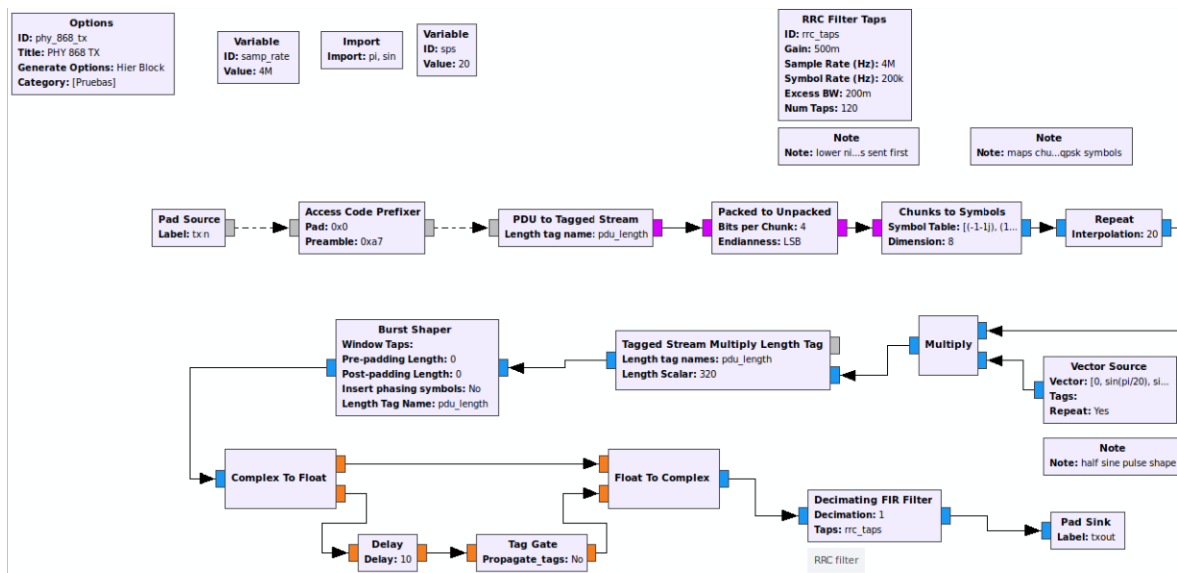 Options
ID: phy_868_tx
Title: PHY 868 TX
Generate Options: Hier Block
Category: [Pruebas]
Variable
ID: samp_rate
Value: 4M
Import
Import: pi, sin
Variable
ID: sps
Value: 20
RRC Filter Taps
ID: rrc_taps
Gain: 500m
Sample Rate (Hz): 4M
Symbol Rate (Hz): 200k
Excess BW: 200m
Num Taps: 120
Note
Note: lower ni...s sent first
Note
Note: maps chu...qpsk symbols
Pad Source
Label: txin
Access Code Prefixer
Pad: 0x0
Preamble: 0xa7
PDU to Tagged Stream
Length tag name: pdu_length
Packed to Unpacked
Bits per Chunk: 4
Endianness: LSB
Chunks to Symbols
Symbol Table: [(-1-1j), (1...
Dimension: 8
Repeat
Interpolation: 20
Burst Shaper
Window Taps:
Pre-padding Length: 0
Post-padding Length: 0
Insert phasing symbols: No
Length Tag Name: pdu_length
Tagged Stream Multiply Length Tag
Length tag names: pdu_length
Length Scalar: 320
Multiply
Vector Source
Vector: [0, sin(pi/20), si...
Tags:
Repeat: Yes
Note
Note: half sine pulse shape
Complex To Float
Float To Complex
Delay
Delay: 10
Tag Gate
Propagate_tags: No
Decimating FIR Filter
Decimation: 1
Taps: rrc_taps
RRC filter
Pad Sink
Label: txout